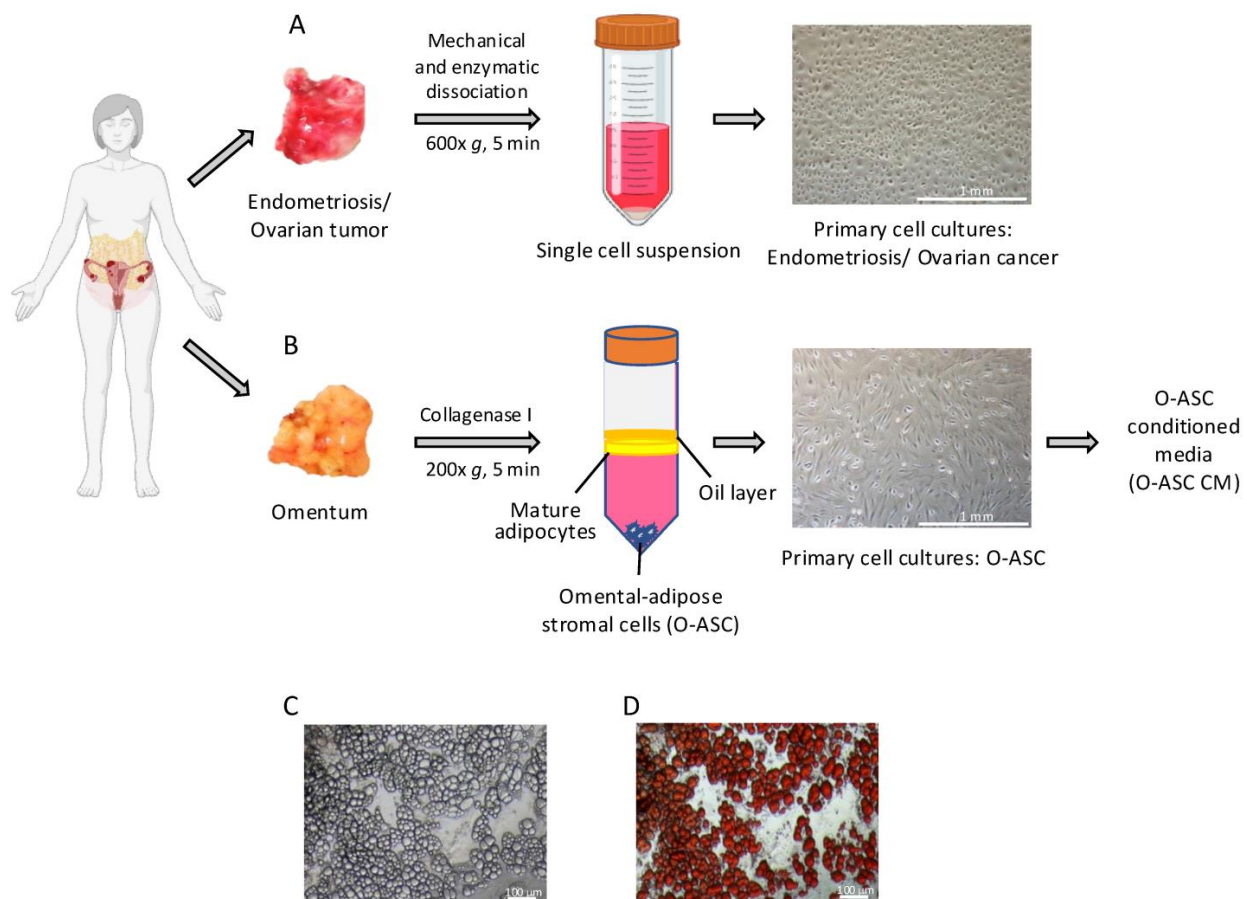 A
Mechanical
and enzymatic
dissociation
600x g, 5 min
Endometriosis/
Ovarian tumor
Single cell suspension
1 mm
Primary cell cultures:
Endometriosis/ Ovarian cancer
B
Collagenase I
200x g, 5 min
Omentum
Mature
adipocytes
Oil layer
Omental-adipose
stromal cells (O-ASC)
1 mm
Primary cell cultures: O-ASC
O-ASC
conditioned
media
(O-ASC CM)
C
100 µm
D
100 µm